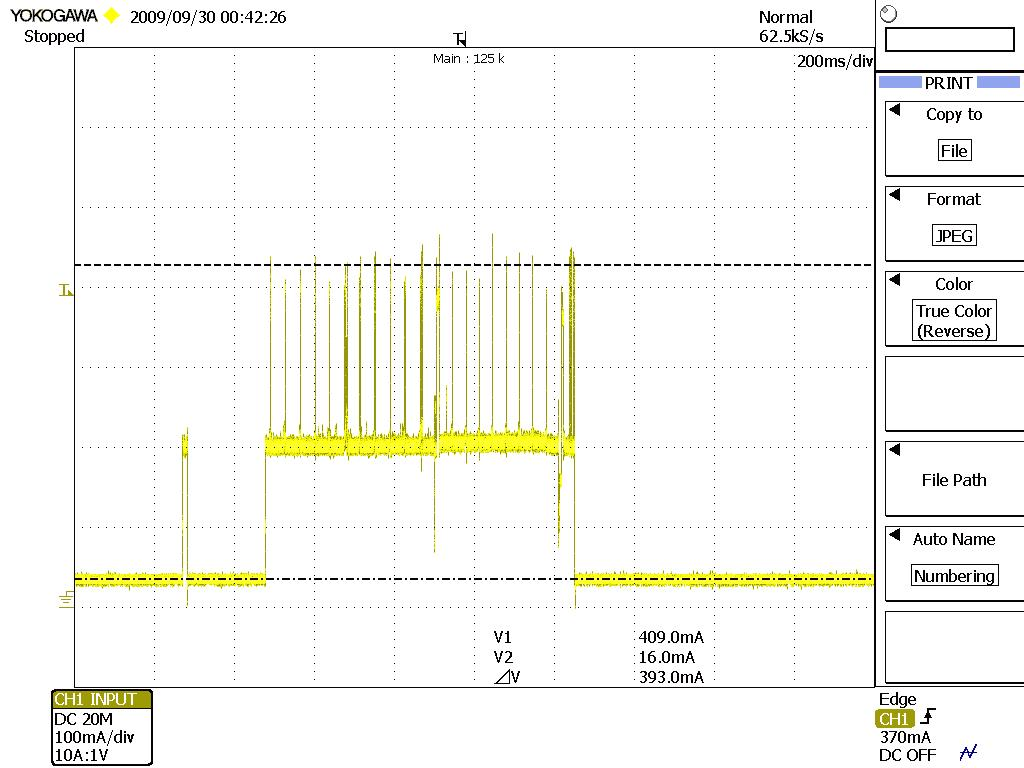 YOKOGAWA 2009/09/30 00:42:26
Stopped
Normal
62.5kS/s
T
Main : 125 k
200ms/div
T
PRINT
Copy to
File
Format
JPEG
Color
True Color
(Reverse)
File Path
Auto Name
Numbering
V1 409.0mA
V2 16.0mA
⊿V 393.0mA
CH1 INPUT
DC 20M
100mA/div
10A:1V
Edge
CH1
370mA
DC OFF